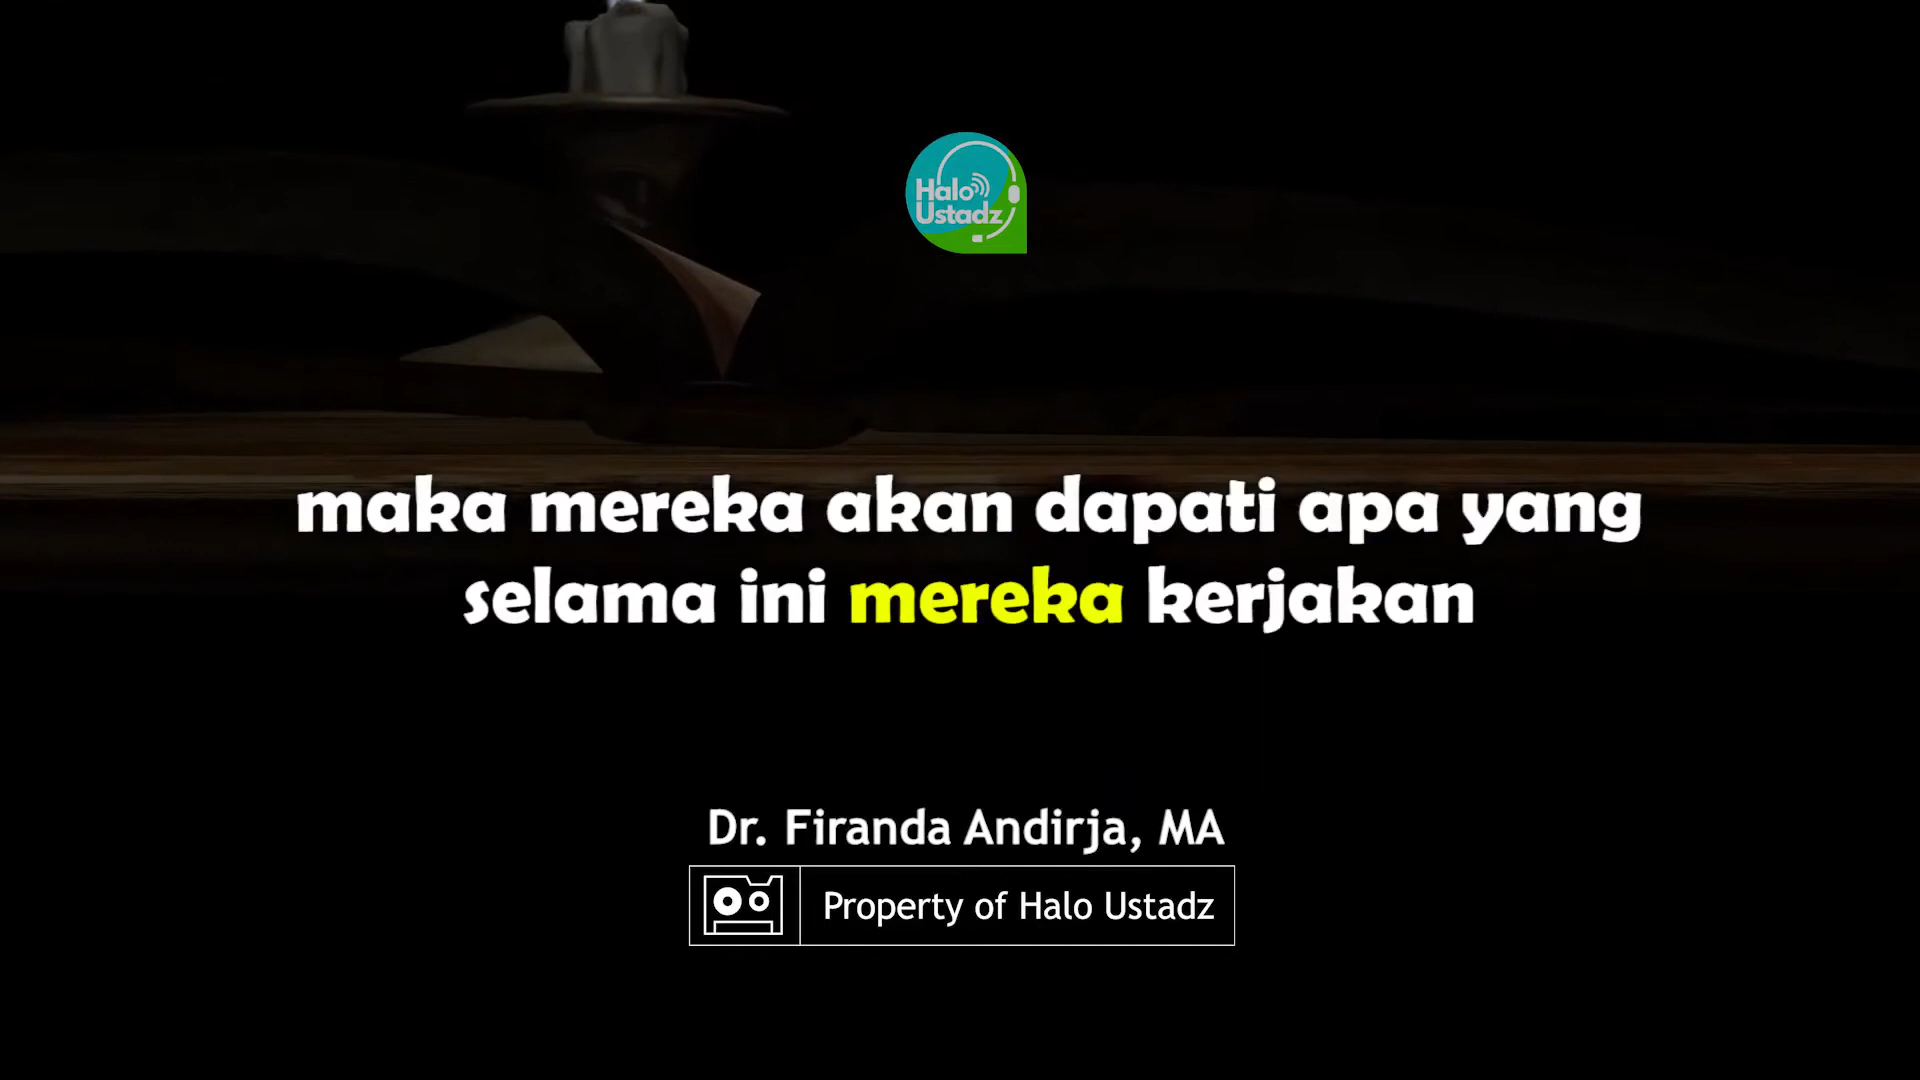 Halo
Ustadz
maka mereka akan dapati apa yang
selama ini mereka kerjakan
Dr. Firanda Andirja, MA
Property of Halo Ustadz